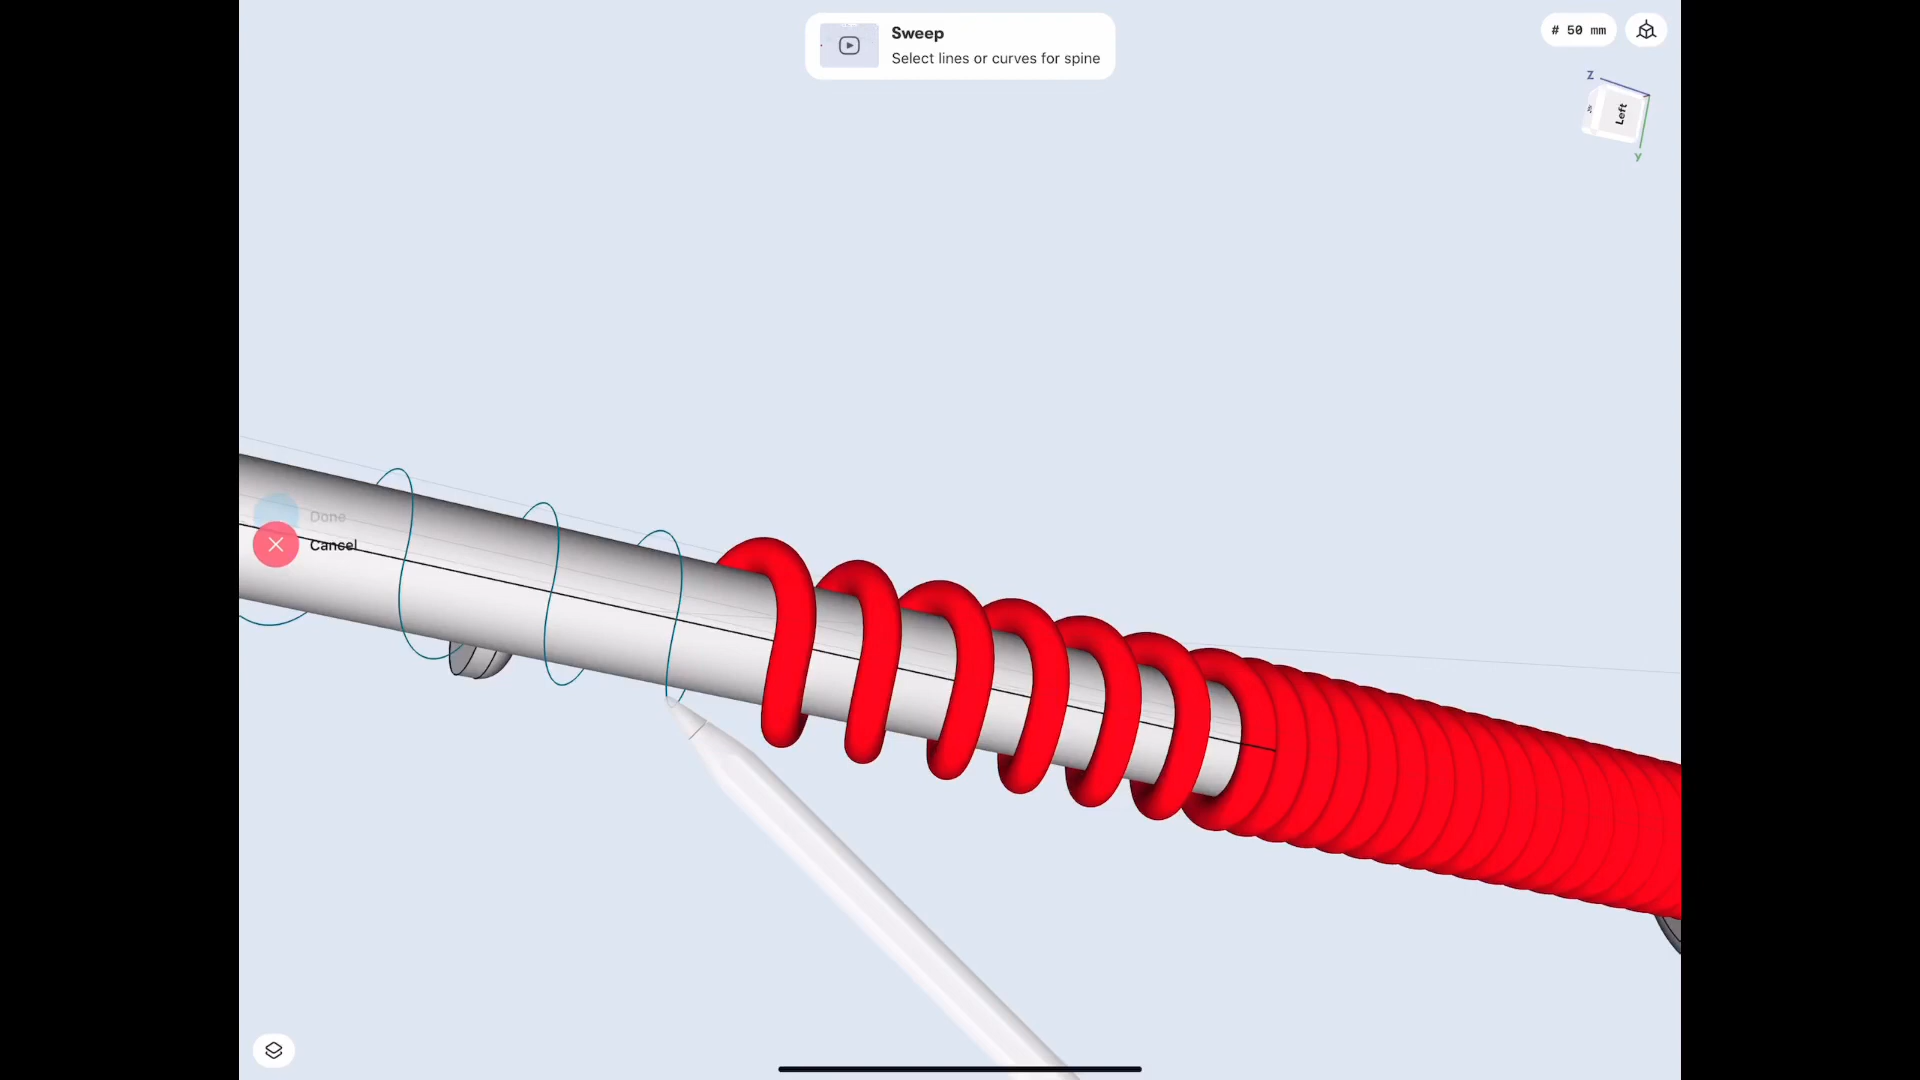 Sweep
Select lines or curves for spine
# 50 mm
Z
Left
Y
Done
Cancel